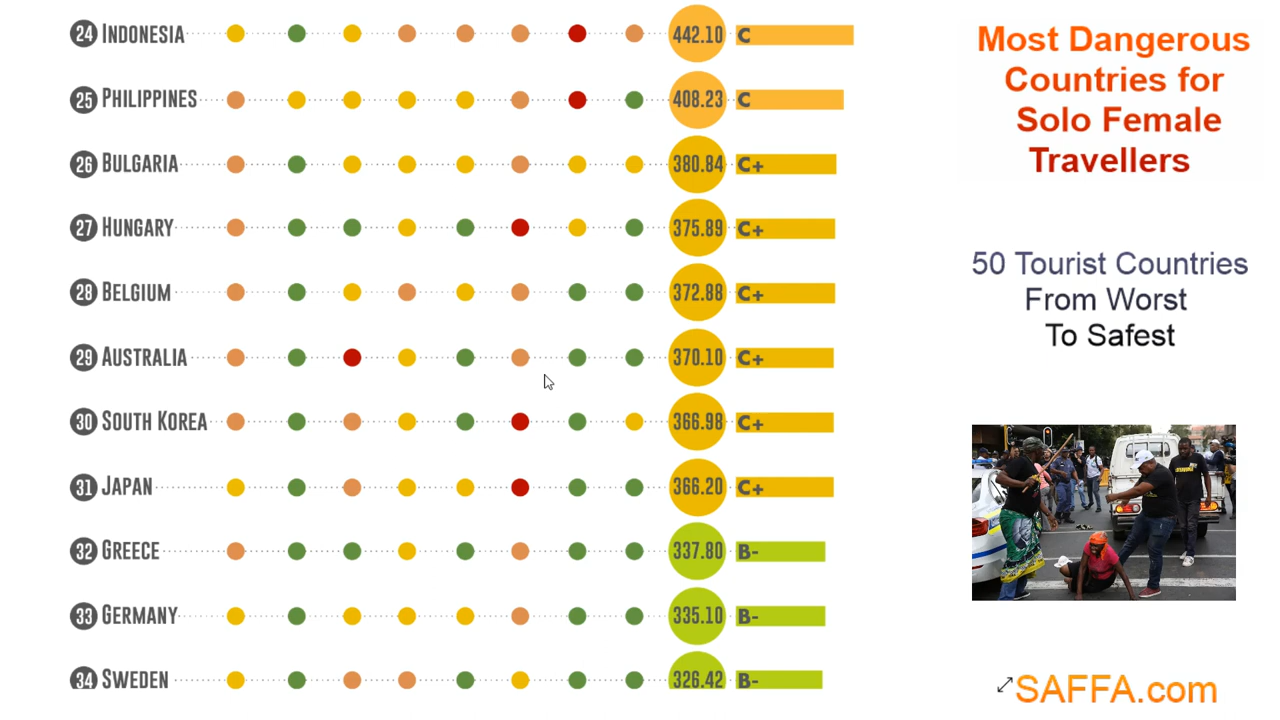 24 INDONESIA 442.10 C
25 PHILIPPINES 408.23 C
26 BULGARIA 380.84 C+
27 HUNGARY 375.89 C+
28 BELGIUM 372.88 C+
29 AUSTRALIA 370.10 C+
30 SOUTH KOREA 366.98 C+
31 JAPAN 366.20 C+
32 GREECE 337.80 B-
33 GERMANY 335.10 B-
34 SWEDEN 326.42 B-
Most Dangerous
Countries for
Solo Female
Travellers
50 Tourist Countries
From Worst
To Safest
SAFFA.com